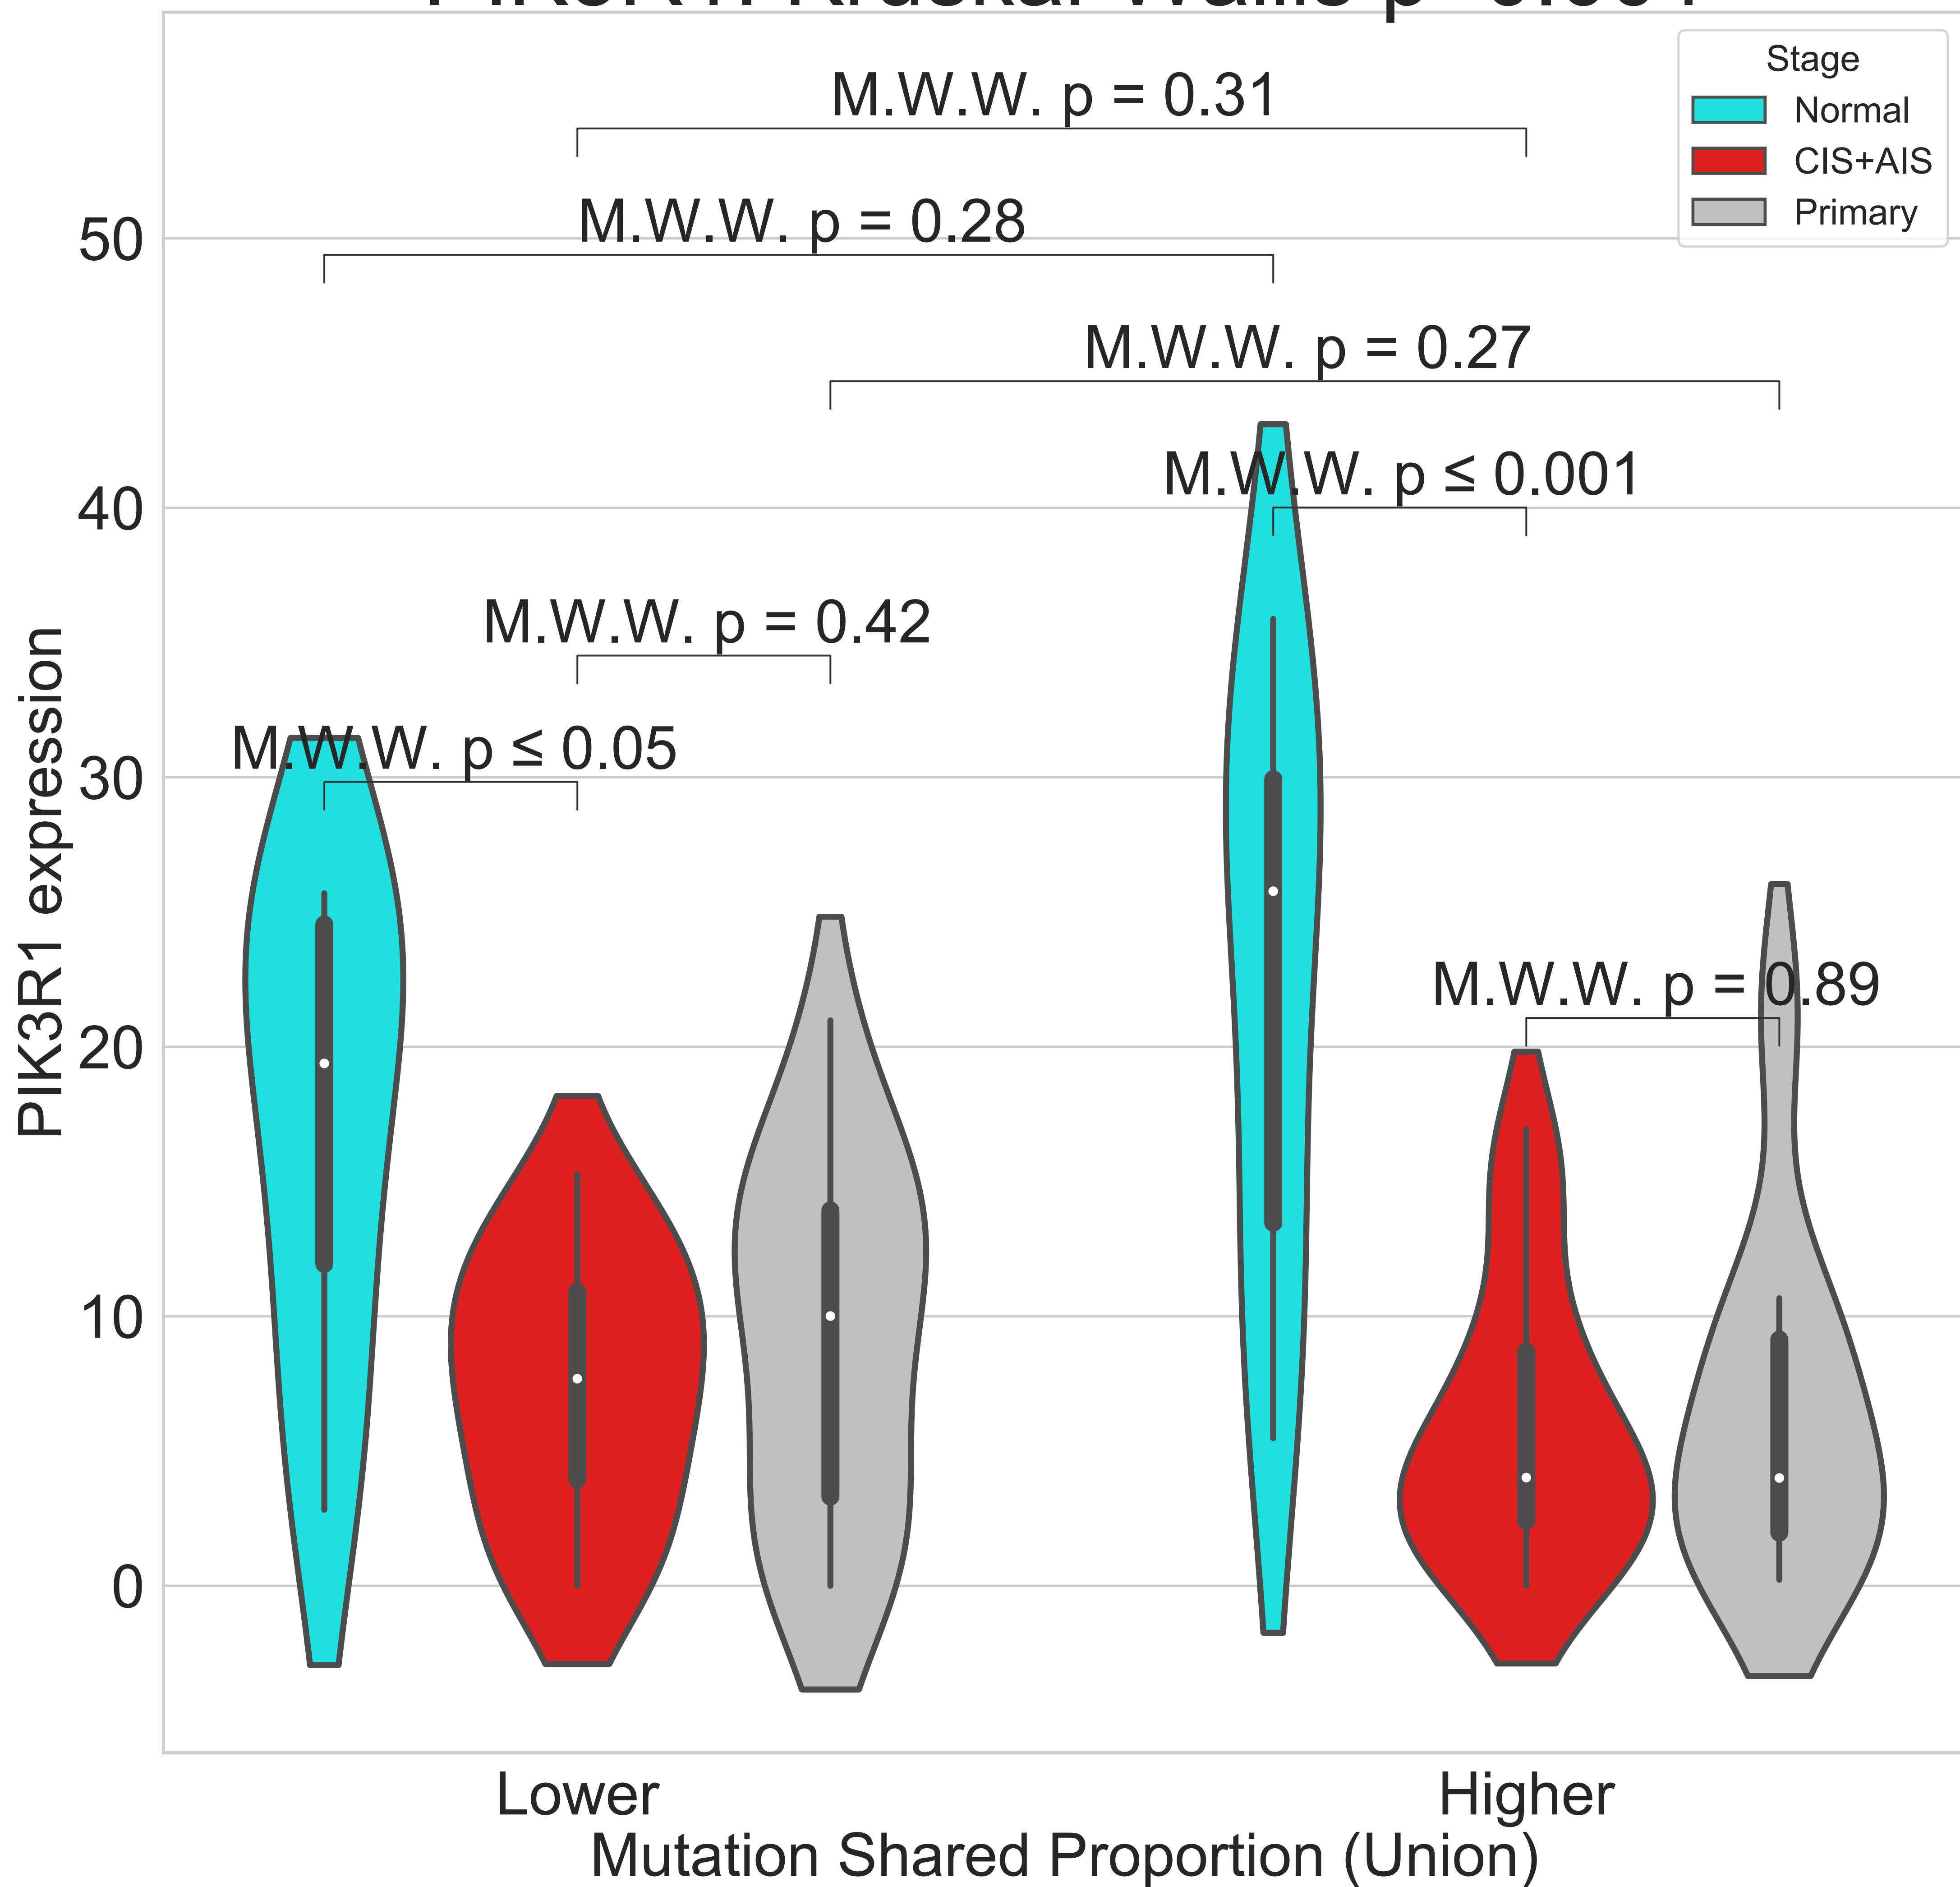 Stage
Normal
CIS+AIS
Primary
M.W.W. p = 0.31
M.W.W. p = 0.28
M.W.W. p = 0.27
M.W.W. p ≤ 0.001
M.W.W. p = 0.42
M.W.W. p ≤ 0.05
M.W.W. p = 0.89
50
40
30
20
10
0
PIK3R1 expression
Lower
Higher
Mutation Shared Proportion (Union)